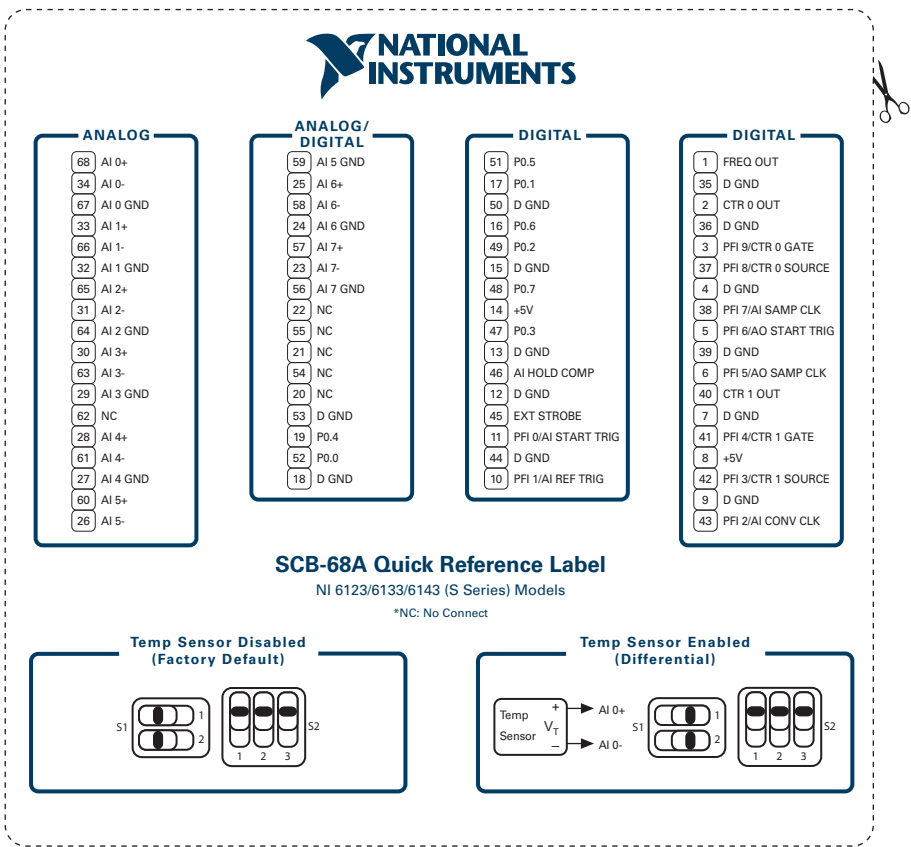 NATIONAL
INSTRUMENTS
ANALOG
68 AI 0+
34 AI 0-
67 AI 0 GND
33 AI 1+
66 AI 1-
32 AI 1 GND
65 AI 2+
31 AI 2-
64 AI 2 GND
30 AI 3+
63 AI 3-
29 AI 3 GND
62 NC
28 AI 4+
61 AI 4-
27 AI 4 GND
60 AI 5+
26 AI 5-
ANALOG/
DIGITAL
59 AI 5 GND
25 AI 6+
58 AI 6-
24 AI 6 GND
57 AI 7+
23 AI 7-
56 AI 7 GND
22 NC
55 NC
21 NC
54 NC
20 NC
53 D GND
19 P0.4
52 P0.0
18 D GND
DIGITAL
51 P0.5
17 P0.1
50 D GND
16 P0.6
49 P0.2
15 D GND
48 P0.7
14 +5V
47 P0.3
13 D GND
46 AI HOLD COMP
12 D GND
45 EXT STROBE
11 PFI 0/AI START TRIG
44 D GND
10 PFI 1/AI REF TRIG
DIGITAL
1 FREQ OUT
35 D GND
2 CTR 0 OUT
36 D GND
3 PFI 9/CTR 0 GATE
37 PFI 8/CTR 0 SOURCE
4 D GND
38 PFI 7/AI SAMP CLK
5 PFI 6/AO START TRIG
39 D GND
6 PFI 5/AO SAMP CLK
40 CTR 1 OUT
7 D GND
41 PFI 4/CTR 1 GATE
8 +5V
42 PFI 3/CTR 1 SOURCE
9 D GND
43 PFI 2/AI CONV CLK
SCB-68A Quick Reference Label
NI 6123/6133/6143 (S Series) Models
*NC: No Connect
Temp Sensor Disabled
(Factory Default)
S1
1
2
S2
1 2 3
Temp Sensor Enabled
(Differential)
Temp
Sensor
+
VT
–
AI 0+
AI 0-
S1
1
2
S2
1 2 3